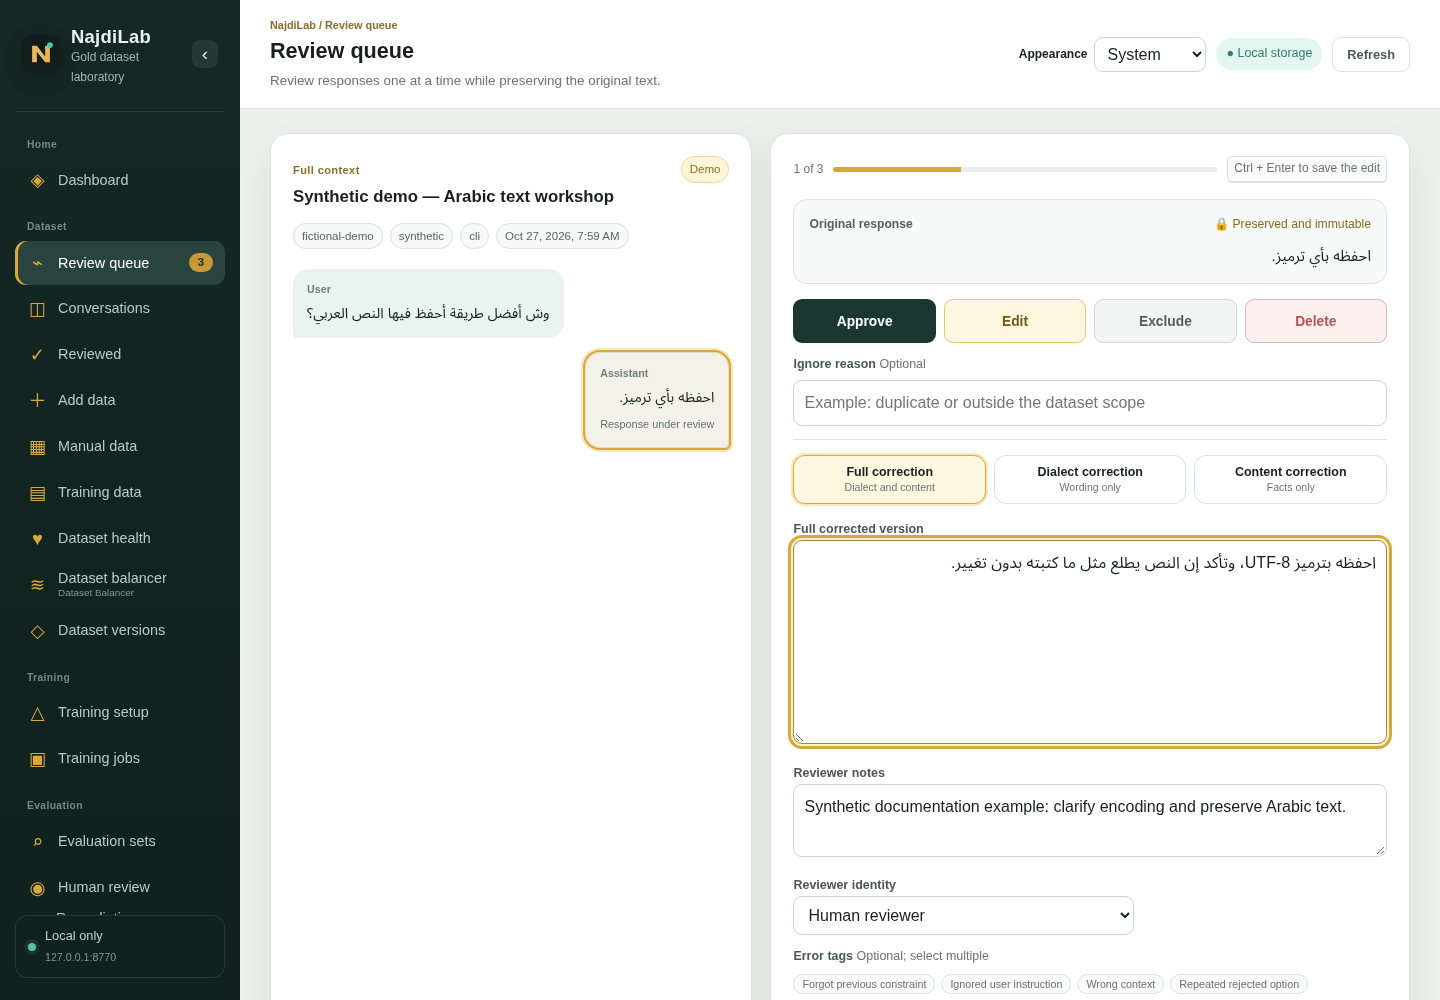 NajdiLab
Gold dataset
laboratory
Home
Dashboard
Dataset
Review queue
3
Conversations
Reviewed
Add data
Manual data
Training data
Dataset health
Dataset balancer
Dataset Balancer
Dataset versions
Training
Training setup
Training jobs
Evaluation
Evaluation sets
Human review
Local only
127.0.0.1:8770
NajdiLab / Review queue
Review queue
Review responses one at a time while preserving the original text.
Appearance
System
● Local storage
Refresh
Full context
Demo
Synthetic demo — Arabic text workshop
fictional-demo
synthetic
cli
Oct 27, 2026, 7:59 AM
User
وش أفضل طريقة أحفظ فيها النص العربي؟
Assistant
احفظه بأي ترميز.
Response under review
1 of 3
Ctrl + Enter to save the edit
Original response
🔒 Preserved and immutable
احفظه بأي ترميز.
Approve
Edit
Exclude
Delete
Ignore reason Optional
Example: duplicate or outside the dataset scope
Full correction
Dialect and content
Dialect correction
Wording only
Content correction
Facts only
Full corrected version
احفظه بترميز UTF-8، وتأكد إن النص يطلع مثل ما كتبته بدون تغيير.
Reviewer notes
Synthetic documentation example: clarify encoding and preserve Arabic text.
Reviewer identity
Human reviewer
Error tags Optional; select multiple
Forgot previous constraint
Ignored user instruction
Wrong context
Repeated rejected option